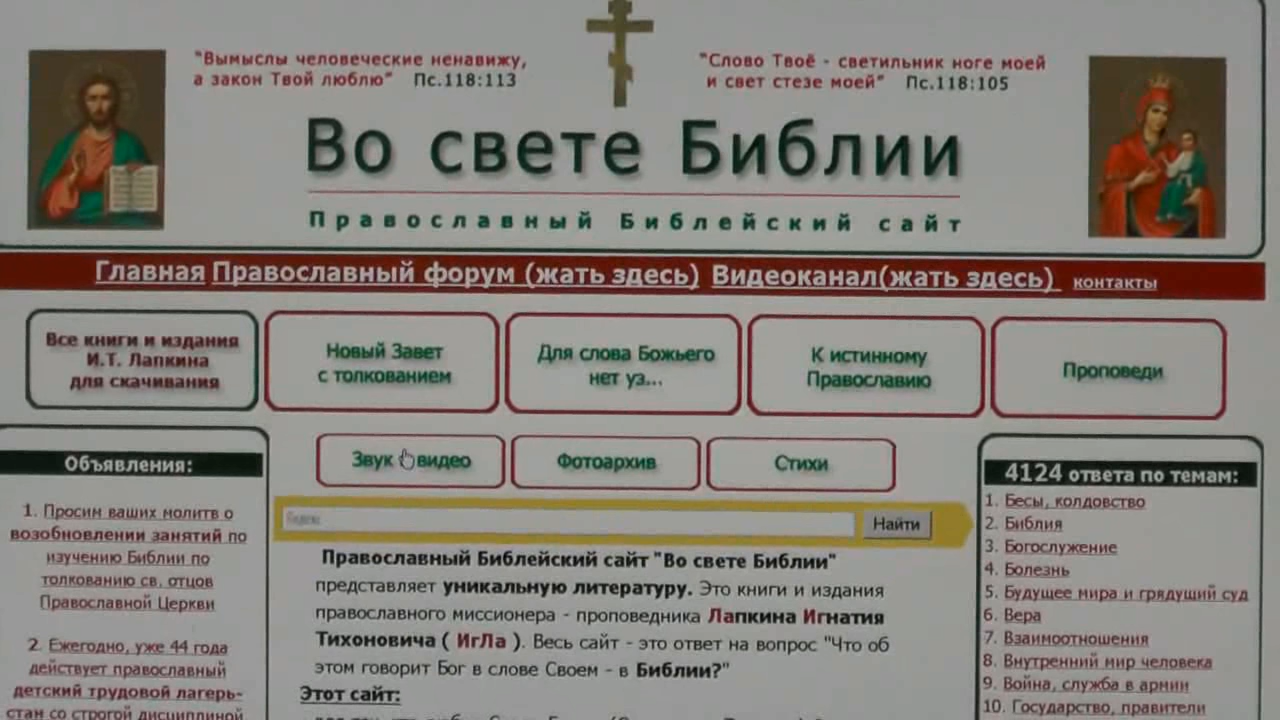 "Вымыслы человеческие ненавижу,
а закон Твой люблю" Пс.118:113
"Слово Твоё - светильник ноге моей
и свет стезе моей" Пс.118:105
Во свете Библии
Православный Библейский сайт
Главная Православный форум (жать здесь) Видеоканал(жать здесь) контакты
Все книги и издания
И.Т. Лапкина
для скачивания
Новый Завет
с толкованием
Для слова Божьего
нет уз...
К истинному
Православию
Проповеди
Звук видео
Фотоархив
Стихи
Объявления:
1. Просим ваших молитв о
возобновлении занятий по
изучению Библии по
толкованию св. отцов
Православной Церкви
2. Ежегодно, уже 44 года
действует православный
детский трудовой лагерь-
стан со строгой дисциплиной
Найти
Православный Библейский сайт "Во свете Библии"
представляет уникальную литературу. Это книги и издания
православного миссионера - проповедника Лапкина Игнатия
Тихоновича ( ИгЛа ). Весь сайт - это ответ на вопрос "Что об
этом говорит Бог в слове Своем - в Библии?"
Этот сайт:
4124 ответа по темам:
1. Бесы, колдовство
2. Библия
3. Богослужение
4. Болезнь
5. Будущее мира и грядущий суд
6. Вера
7. Взаимоотношения
8. Внутренний мир человека
9. Война, служба в армии
10. Государство, правители